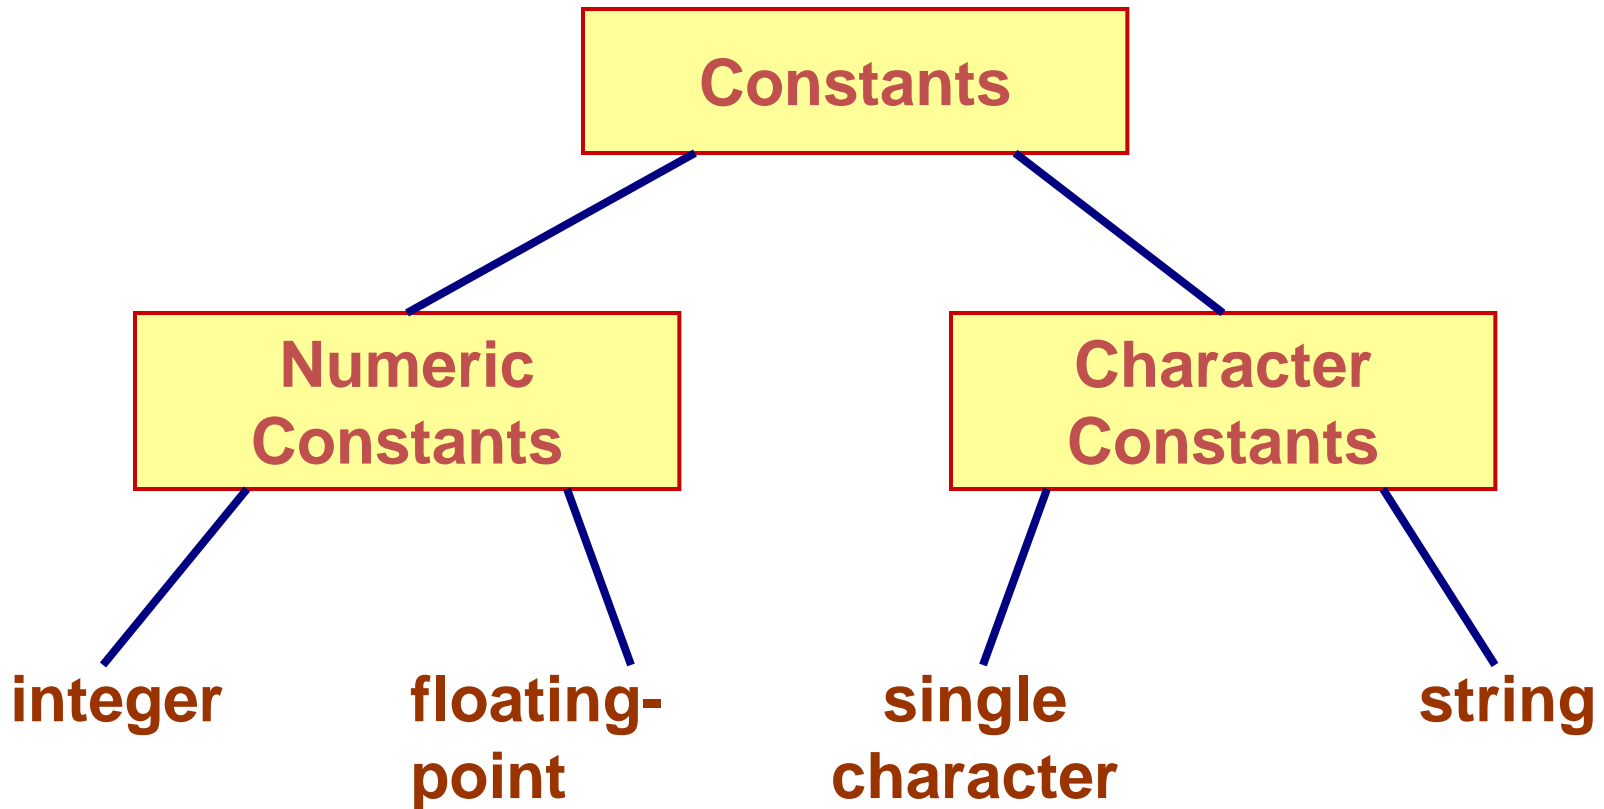 Constants
Numeric
Constants
Character
Constants
integer
floating-
point
single
character
string